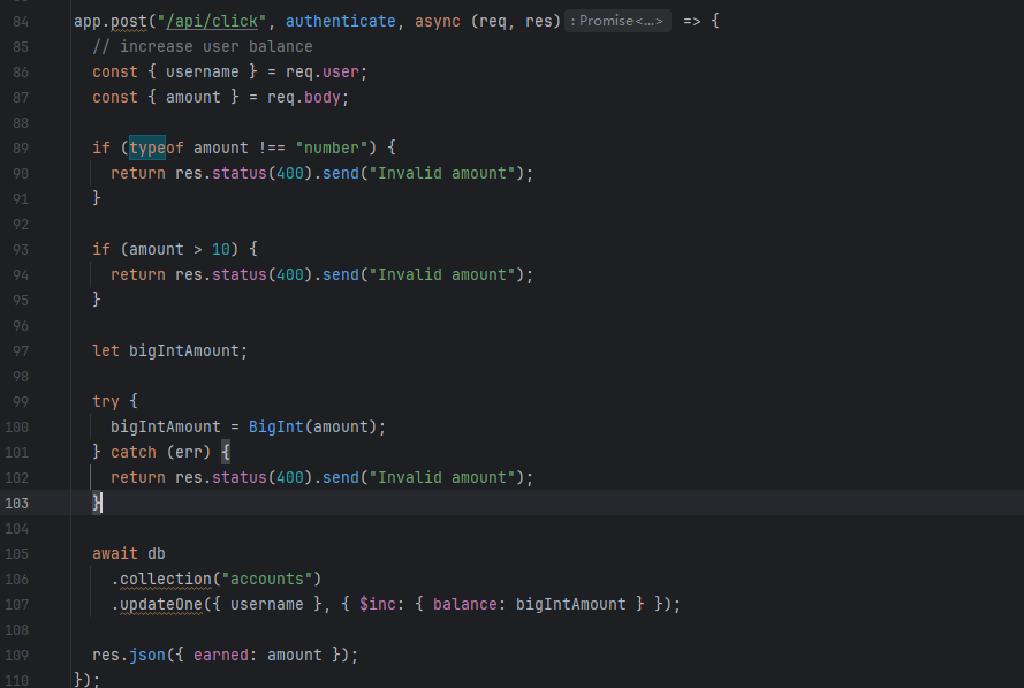 84 app.post("/api/click", authenticate, async (req, res) : Promise<...> => {
85 // increase user balance
86 const { username } = req.user;
87 const { amount } = req.body;
88
89 if (typeof amount !== "number") {
90 return res.status(400).send("Invalid amount");
91 }
92
93 if (amount > 10) {
94 return res.status(400).send("Invalid amount");
95 }
96
97 let bigIntAmount;
98
99 try {
100 bigIntAmount = BigInt(amount);
101 } catch (err) {
102 return res.status(400).send("Invalid amount");
103 }
104
105 await db
106 .collection("accounts")
107 .updateOne({ username }, { $inc: { balance: bigIntAmount } });
108
109 res.json({ earned: amount });
110 });